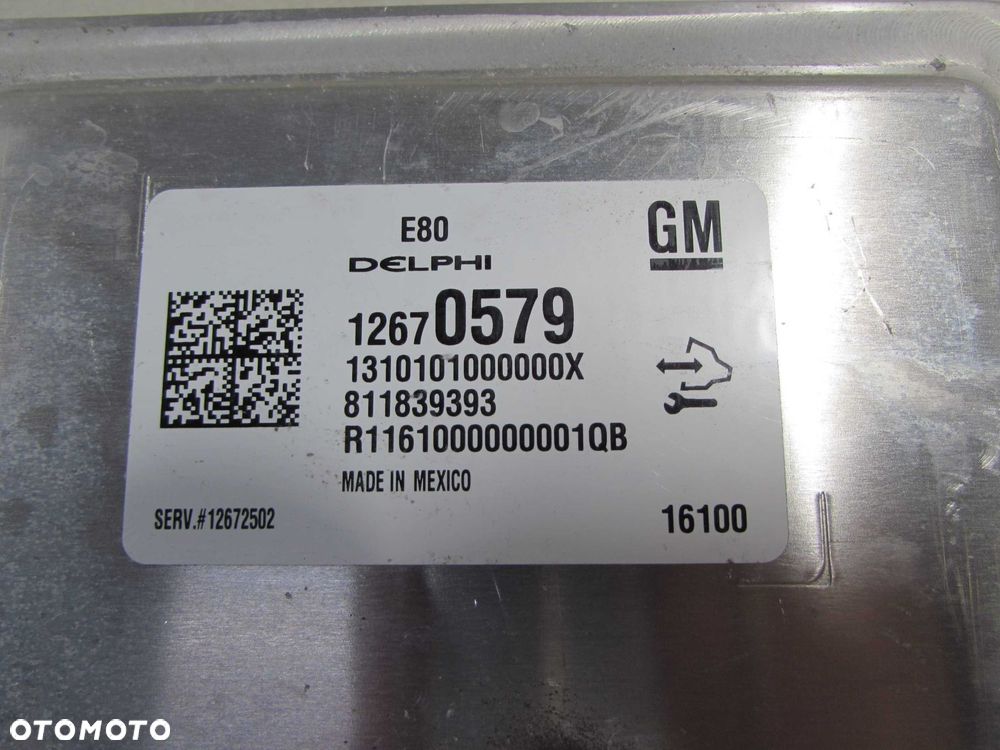 E80
GM
DELPHI
12670579
1310101000000X
811839393
R1161000000001QB
MADE IN MEXICO
SERV.#12672502
16100
OTOMOTO